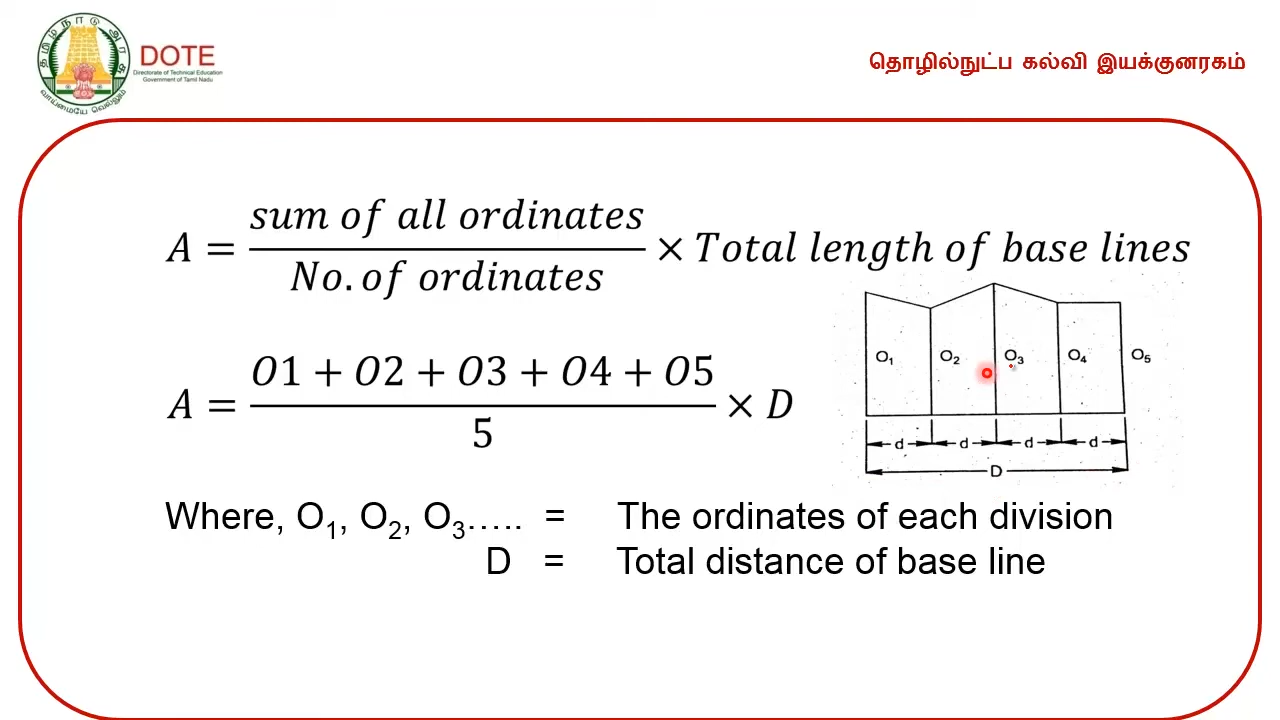 தமிழ்நாடு அரசு
வாய்மையே வெல்லும்
DOTE
Directorate of Technical Education
Government of Tamil Nadu
தொழில்நுட்ப கல்வி இயக்குனரகம்
A = sum of all ordinates / No. of ordinates × Total length of base lines
A = O1 + O2 + O3 + O4 + O5 / 5 × D
O₁ O₂ O₃ O₄ O₅
d d d d
D
Where, O₁, O₂, O₃..... = The ordinates of each division
D = Total distance of base line